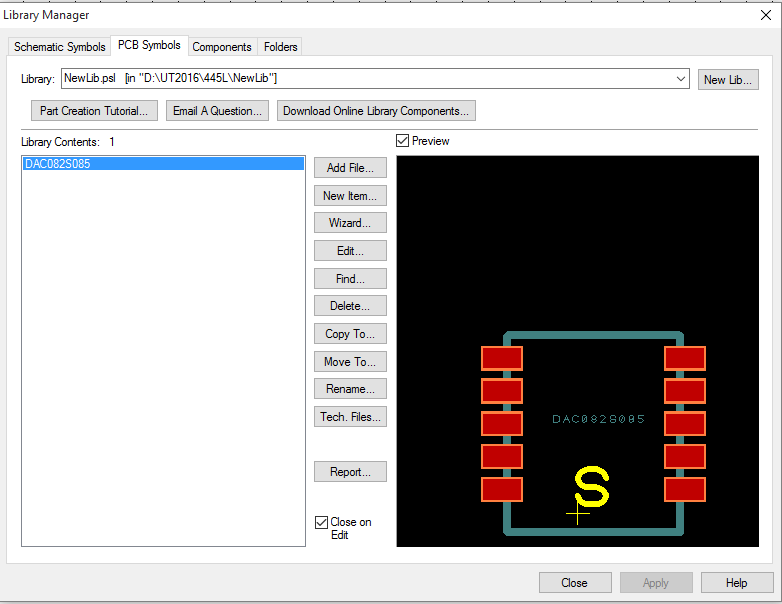 Library Manager
Schematic Symbols PCB Symbols Components Folders
Library: NewLib.psl [in "D:\UT2016\445L\NewLib"] New Lib...
Part Creation Tutorial... Email A Question... Download Online Library Components...
Library Contents: 1 Preview
DAC082S085
Add File...
New Item...
Wizard...
Edit...
Find...
Delete...
Copy To...
Move To...
Rename...
Tech. Files...
Report...
Close on
Edit
DAC082S085
S
Close Apply Help